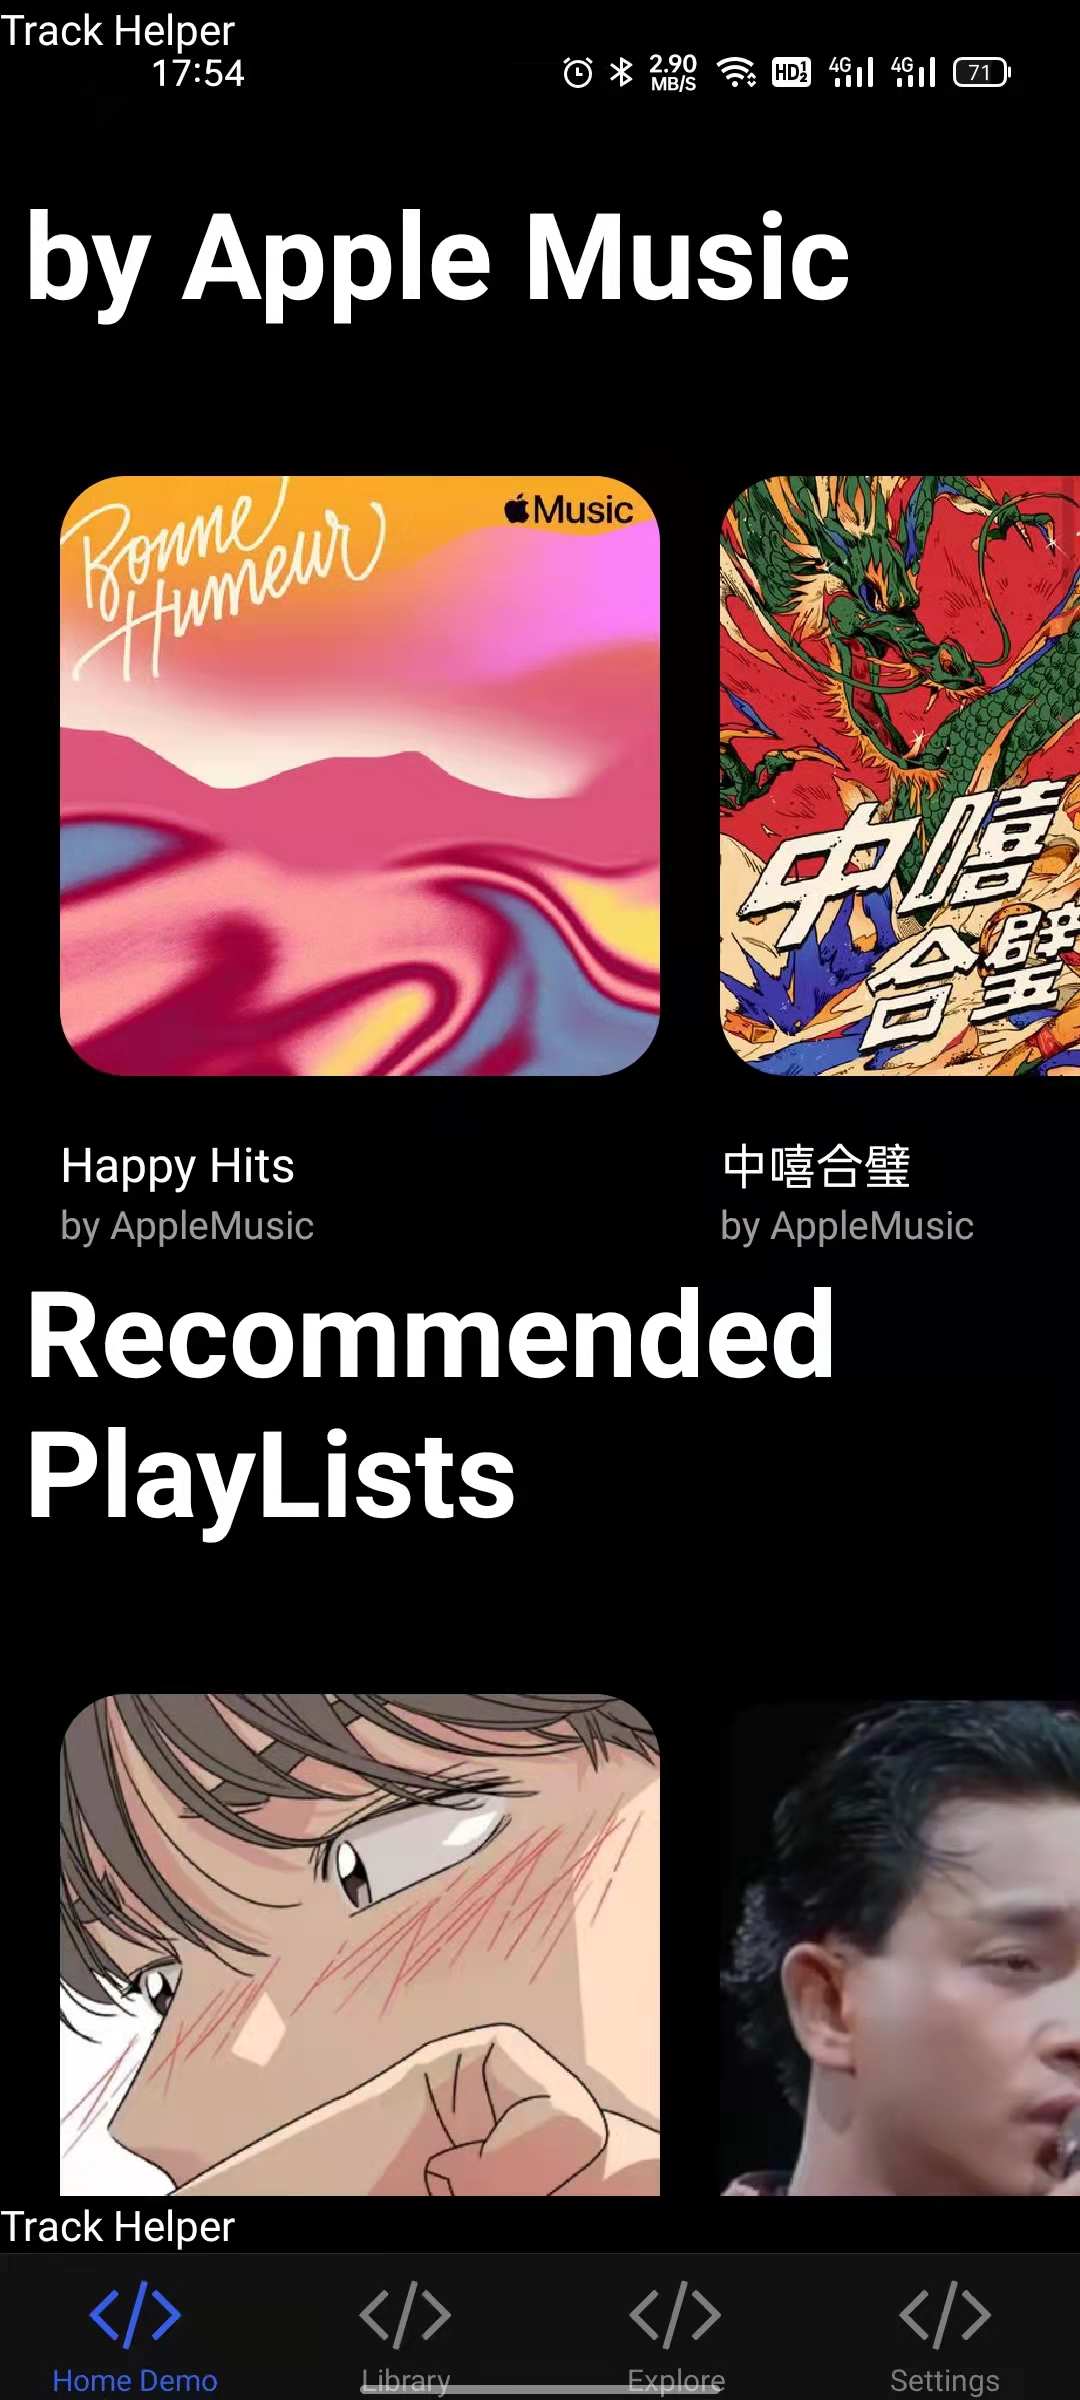 Track Helper
17:54
2.90
MB/S
HD 1 2
4G
4G
71
by Apple Music
Bonne
Humeur
Music
中嘻
合璧
Happy Hits
by AppleMusic
中嘻合璧
by AppleMusic
Recommended
PlayLists
Track Helper
Home Demo
Library
Explore
Settings